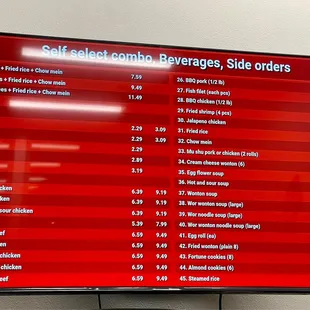 Self select combo, Beverages, Side orders
+ Fried rice + Chow mein 7.59
s + Fried rice + Chow mein 9.49
es + Fried rice + Chow mein 11.49
2.29 3.09
2.29 3.09
2.89
3.19
cken 6.39 9.19
hicken 6.39 9.19
our chicken 6.39 9.19
5.39 7.99
ef 6.59 9.49
hicken 6.59 9.49
en 6.59 9.49
cken 6.59 9.49
eef 6.59 9.49
26. BBQ pork (1/2 lb)
27. Fish filet (each pcs)
28. BBQ chicken (1/2 lb)
29. Fried shrimp (4 pcs)
30. Jalapeno chicken
31. Fried rice
32. Chow mein
33. Mu shu pork or chicken (2 rolls)
34. Cream cheese wonton (6)
35. Egg flower soup
36. Hot and sour soup
37. Wonton soup
38. Wor wonton soup (large)
39. Wor noodle soup (large)
40. Wor wonton noodle soup (large)
41. Egg roll (ea)
42. Fried wonton (plain 8)
43. Fortune cookies (8)
44. Almond cookies (6)
45. Steamed rice